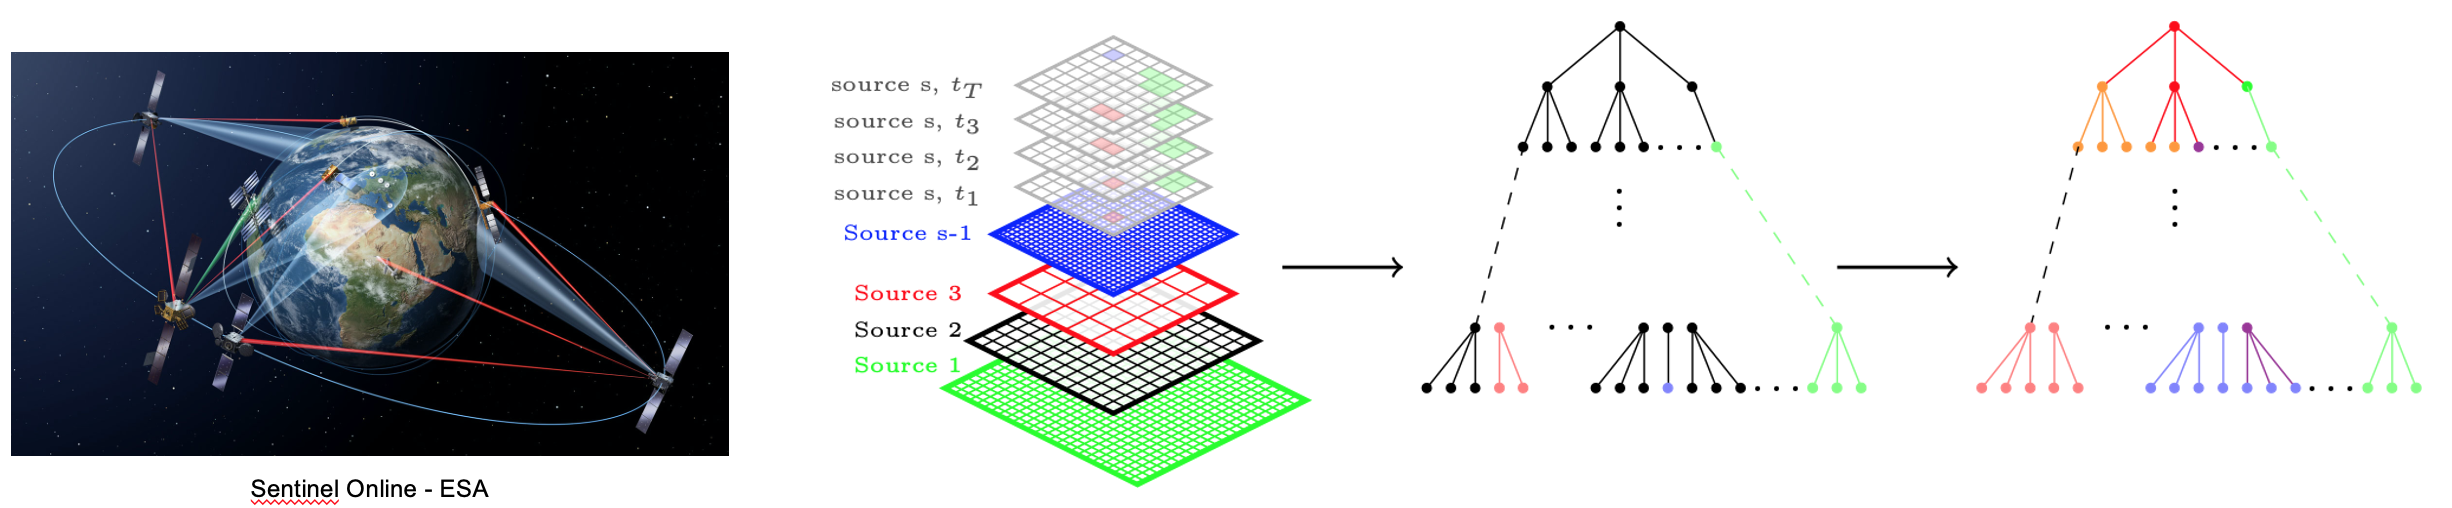 source s, t_T
source s, t_3
source s, t_2
source s, t_1
Source s-1
Source 3
Source 2
Source 1
Sentinel Online - ESA